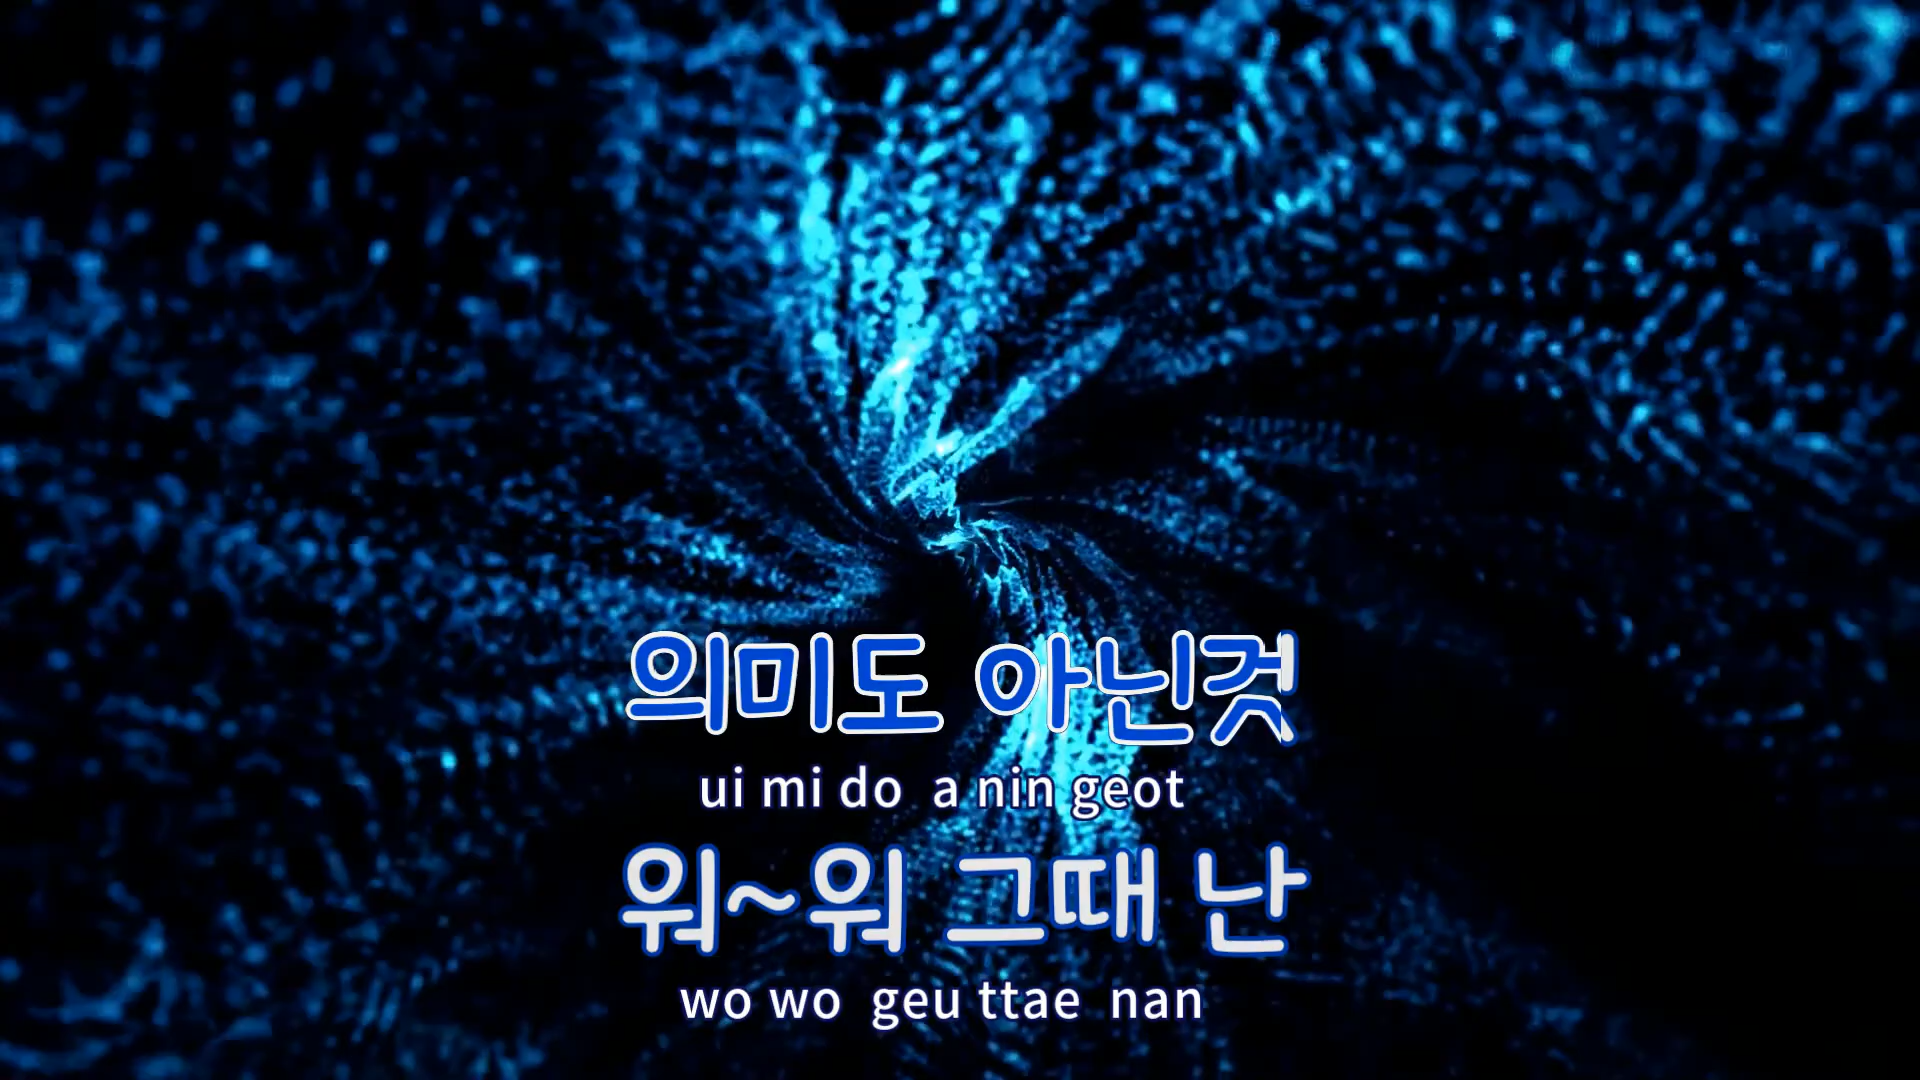 의미도 아닌것
ui mi do a nin geot
워~워 그때 난
wo wo geu ttae nan